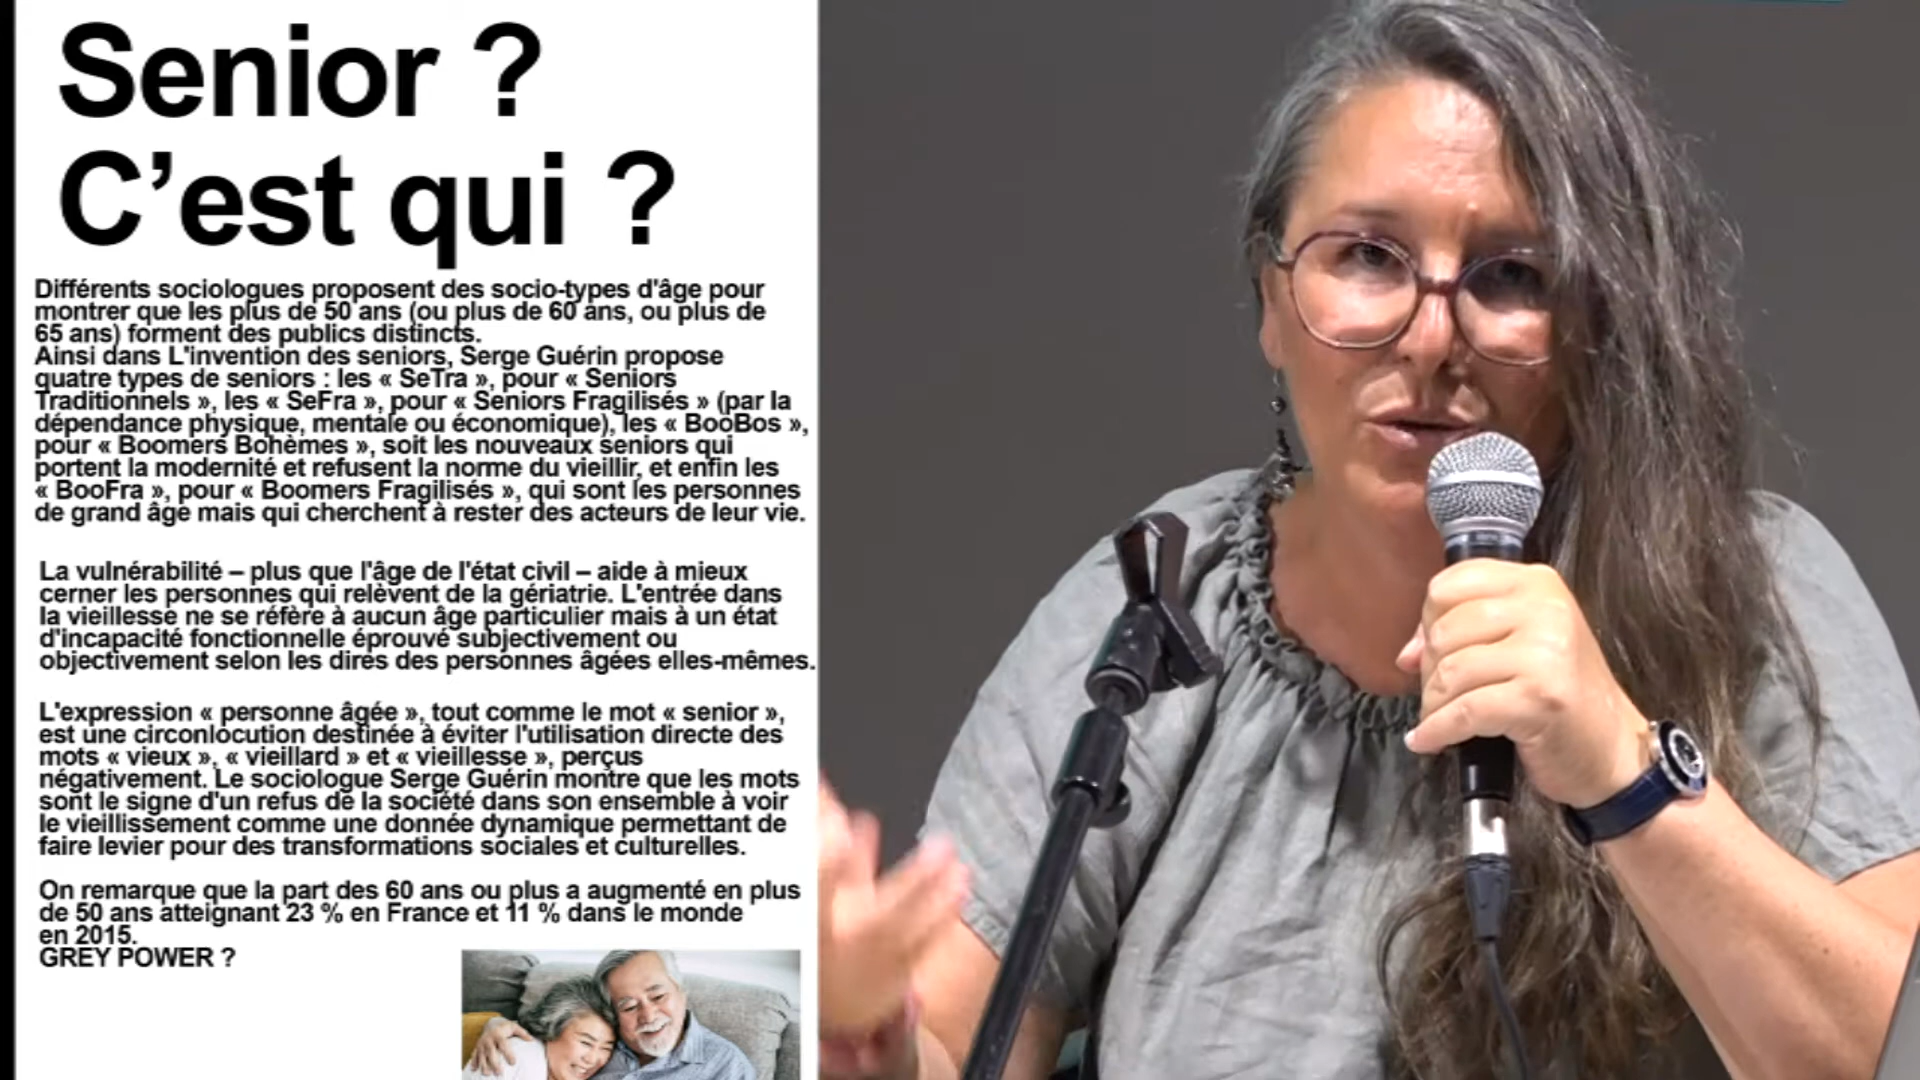 Senior ?
C’est qui ?
Différents sociologues proposent des socio-types d'âge pour
montrer que les plus de 50 ans (ou plus de 60 ans, ou plus de
65 ans) forment des publics distincts.
Ainsi dans L'invention des seniors, Serge Guérin propose
quatre types de seniors : les « SeTra », pour « Seniors
Traditionnels », les « SeFra », pour « Seniors Fragilisés » (par la
dépendance physique, mentale ou économique), les « BooBos »,
pour « Boomers Bohèmes », soit les nouveaux seniors qui
portent la modernité et refusent la norme du vieillir, et enfin les
« BooFra », pour « Boomers Fragilisés », qui sont les personnes
de grand âge mais qui cherchent à rester des acteurs de leur vie.
La vulnérabilité – plus que l'âge de l'état civil – aide à mieux
cerner les personnes qui relèvent de la gériatrie. L'entrée dans
la vieillesse ne se réfère à aucun âge particulier mais à un état
d'incapacité fonctionnelle éprouvé subjectivement ou
objectivement selon les dires des personnes âgées elles-mêmes.
L'expression « personne âgée », tout comme le mot « senior »,
est une circonlocution destinée à éviter l'utilisation directe des
mots « vieux », « vieillard » et « vieillesse », perçus
négativement. Le sociologue Serge Guérin montre que les mots
sont le signe d'un refus de la société dans son ensemble à voir
le vieillissement comme une donnée dynamique permettant de
faire levier pour des transformations sociales et culturelles.
On remarque que la part des 60 ans ou plus a augmenté en plus
de 50 ans atteignant 23 % en France et 11 % dans le monde
en 2015.
GREY POWER ?